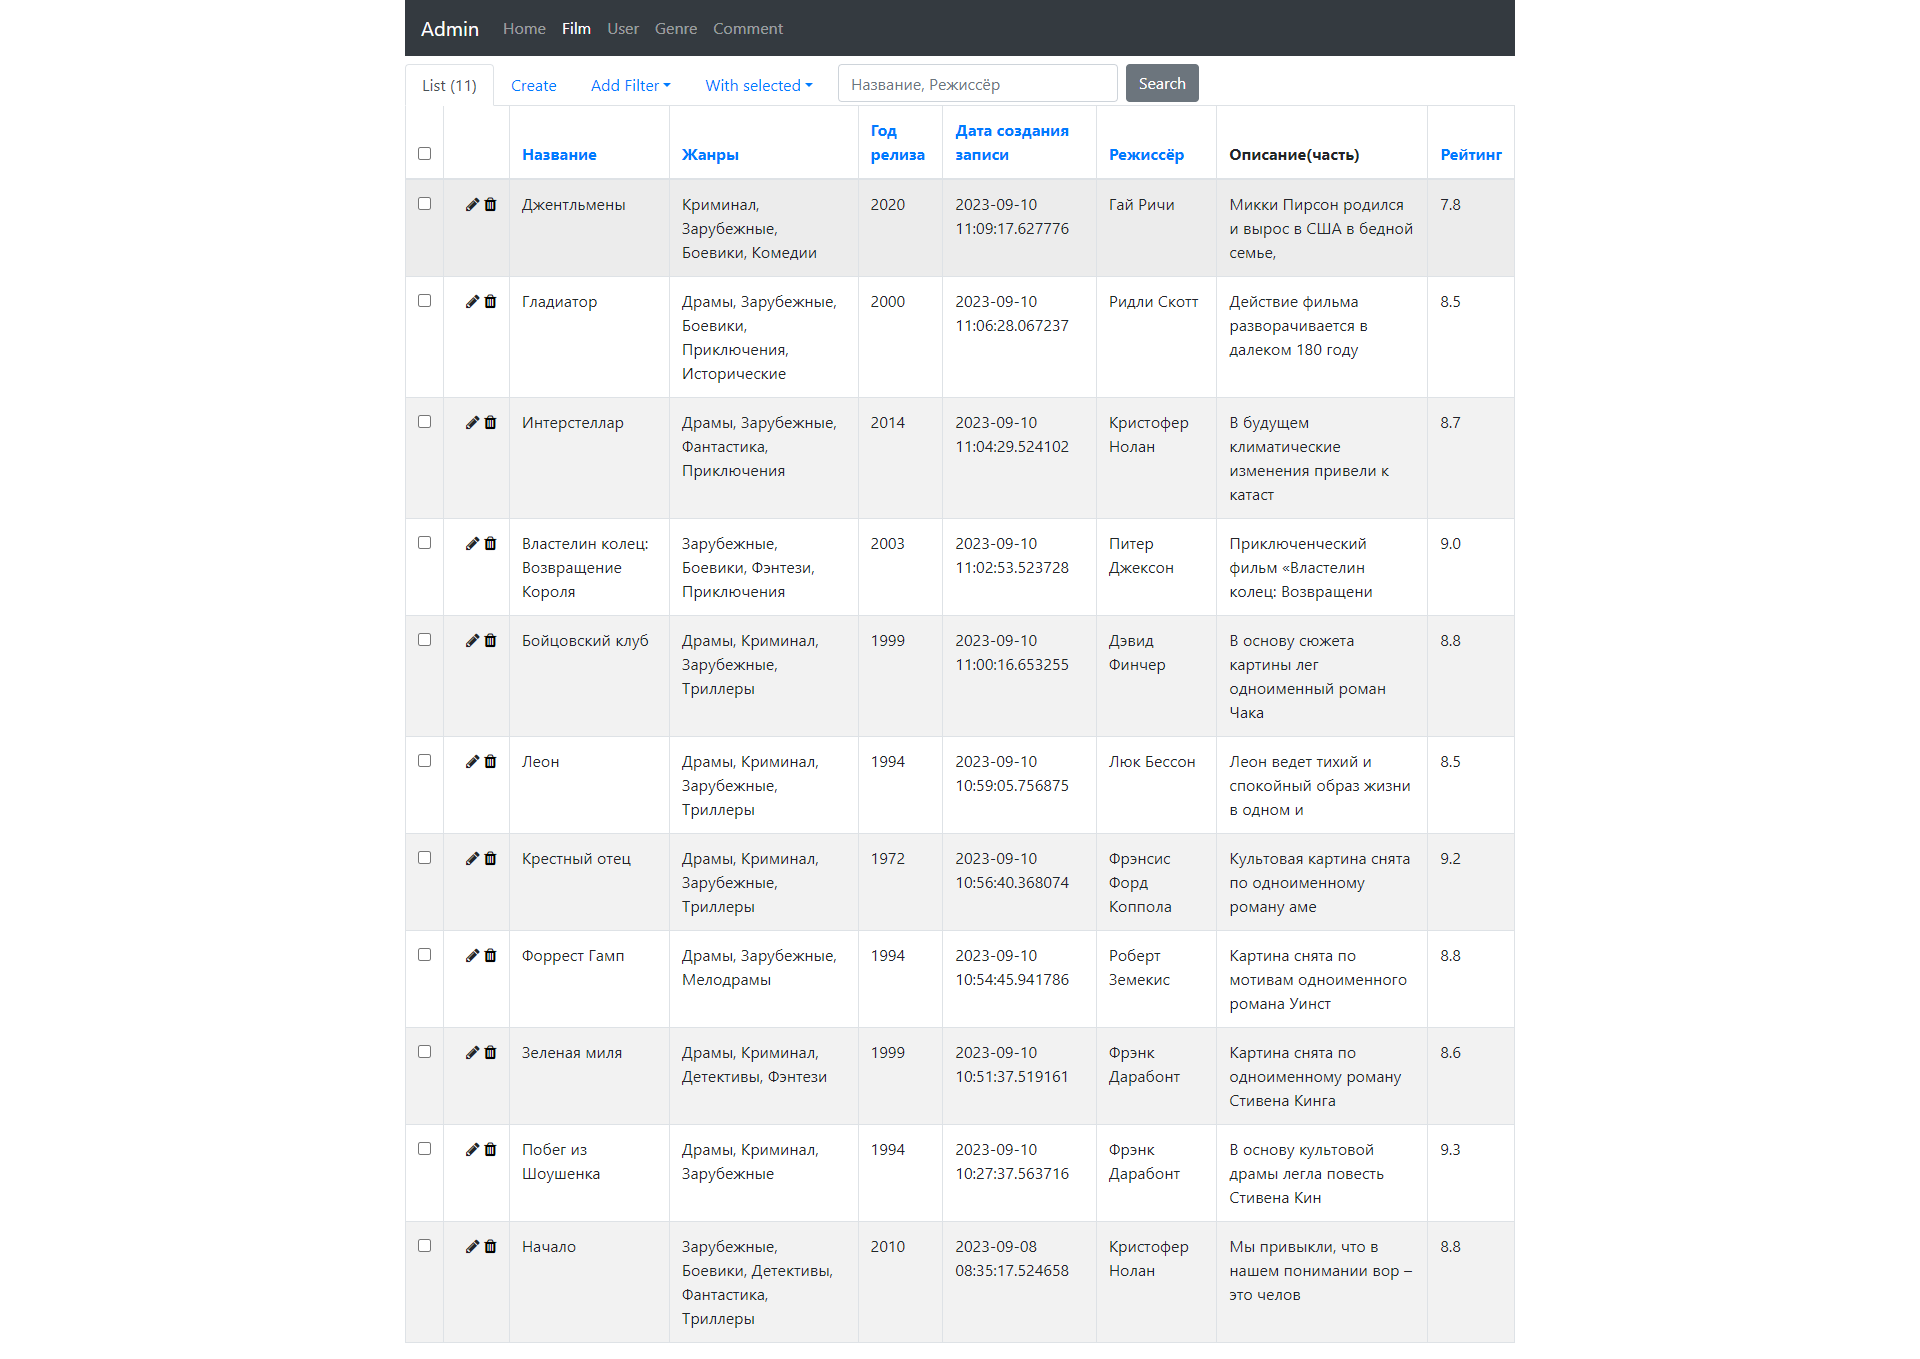 Admin Home Film User Genre Comment
List (11) Create Add Filter With selected Название, Режиссёр Search
Название Жанры Год релиза Дата создания записи Режиссёр Описание(часть) Рейтинг
Джентльмены
Криминал,
Зарубежные,
Боевики, Комедии
2020
2023-09-10
11:09:17.627776
Гай Ричи
Микки Пирсон родился
и вырос в США в бедной
семье,
7.8
Гладиатор
Драмы, Зарубежные,
Боевики,
Приключения,
Исторические
2000
2023-09-10
11:06:28.067237
Ридли Скотт
Действие фильма
разворачивается в
далеком 180 году
8.5
Интерстеллар
Драмы, Зарубежные,
Фантастика,
Приключения
2014
2023-09-10
11:04:29.524102
Кристофер
Нолан
В будущем
климатические
изменения привели к
катаст
8.7
Властелин колец:
Возвращение
Короля
Зарубежные,
Боевики, Фэнтези,
Приключения
2003
2023-09-10
11:02:53.523728
Питер
Джексон
Приключенческий
фильм «Властелин
колец: Возвращени
9.0
Бойцовский клуб
Драмы, Криминал,
Зарубежные,
Триллеры
1999
2023-09-10
11:00:16.653255
Дэвид
Финчер
В основу сюжета
картины лег
одноименный роман
Чака
8.8
Леон
Драмы, Криминал,
Зарубежные,
Триллеры
1994
2023-09-10
10:59:05.756875
Люк Бессон
Леон ведет тихий и
спокойный образ жизни
в одном и
8.5
Крестный отец
Драмы, Криминал,
Зарубежные,
Триллеры
1972
2023-09-10
10:56:40.368074
Фрэнсис
Форд
Коппола
Культовая картина снята
по одноименному
роману аме
9.2
Форрест Гамп
Драмы, Зарубежные,
Мелодрамы
1994
2023-09-10
10:54:45.941786
Роберт
Земекис
Картина снята по
мотивам одноименного
романа Уинст
8.8
Зеленая миля
Драмы, Криминал,
Детективы, Фэнтези
1999
2023-09-10
10:51:37.519161
Фрэнк
Дарабонт
Картина снята по
одноименному роману
Стивена Кинга
8.6
Побег из
Шоушенка
Драмы, Криминал,
Зарубежные
1994
2023-09-10
10:27:37.563716
Фрэнк
Дарабонт
В основу культовой
драмы легла повесть
Стивена Кин
9.3
Начало
Зарубежные,
Боевики, Детективы,
Фантастика,
Триллеры
2010
2023-09-08
08:35:17.524658
Кристофер
Нолан
Мы привыкли, что в
нашем понимании вор –
это челов
8.8